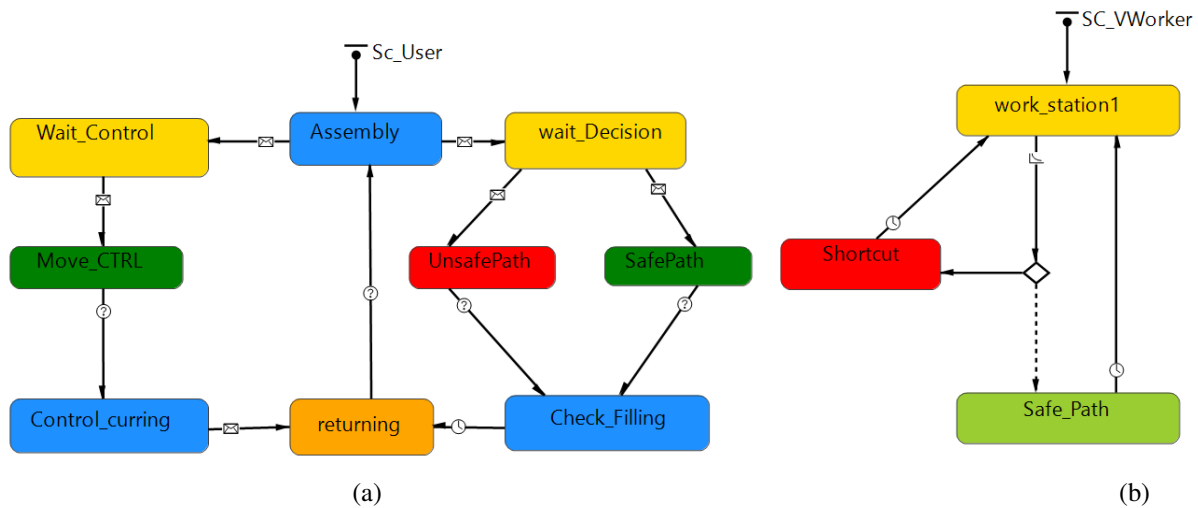 Sc_User
Wait_Control
Assembly
wait_Decision
Move_CTRL
UnsafePath
SafePath
?
?
?
?
Control_curring
returning
Check_Filling
(a)
SC_VWorker
work_station1
Shortcut
Safe_Path
(b)